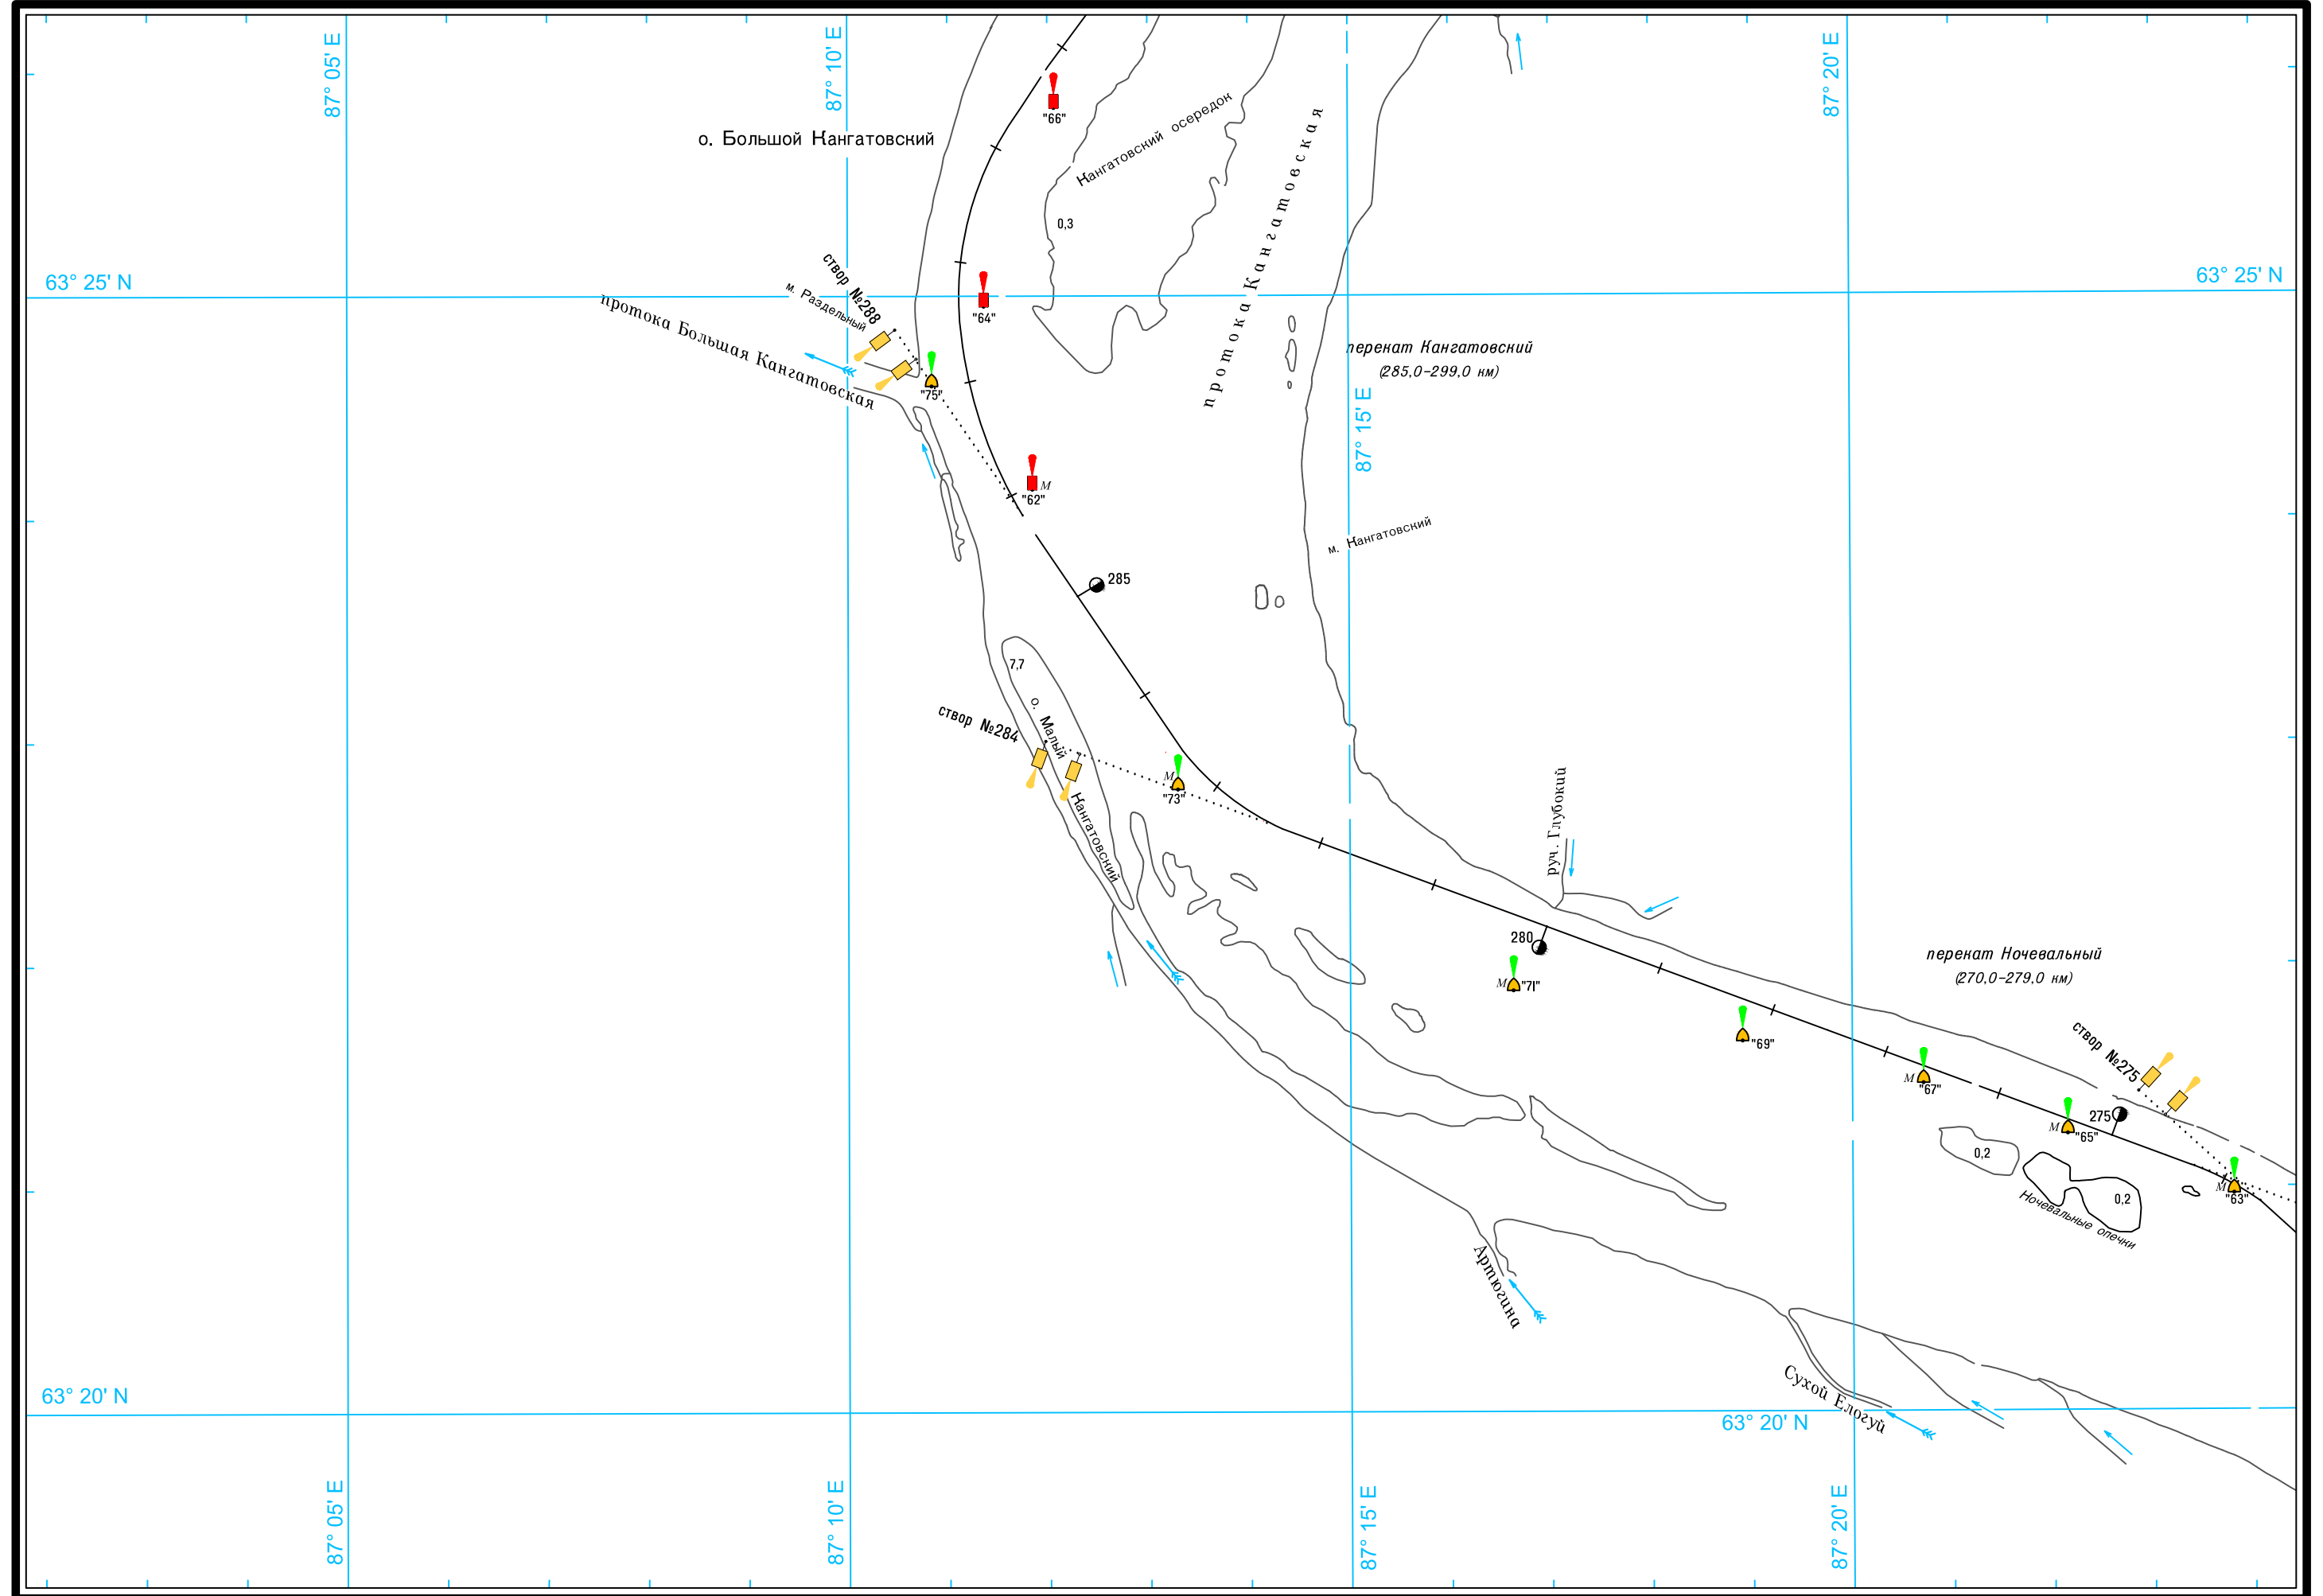 87° 05' E
87° 10' E
87° 20' E
"66"
о. Большой Кангатовский
Кангатовский осередок
протока Кангатовская
0,3
63° 25' N
63° 25' N
створ №288
м. Раздельный
протока Большая Кангатовская
"64"
перекат Кангатовский
(285,0-299,0 км)
"75"
87° 15' E
"62" М
м. Кангатовский
285
7,7
створ №284
о. Малый Кангатовский
М
"73"
руч. Глубокий
280
М "71"
перекат Ночевальный
(270,0-279,0 км)
"69"
створ №275
М
"67"
275
М
"65"
0,2
0,2
М
"63"
Ночевальные опечки
Артюгина
Сухой Елогуй
63° 20' N
63° 20' N
87° 05' E
87° 10' E
87° 15' E
87° 20' E